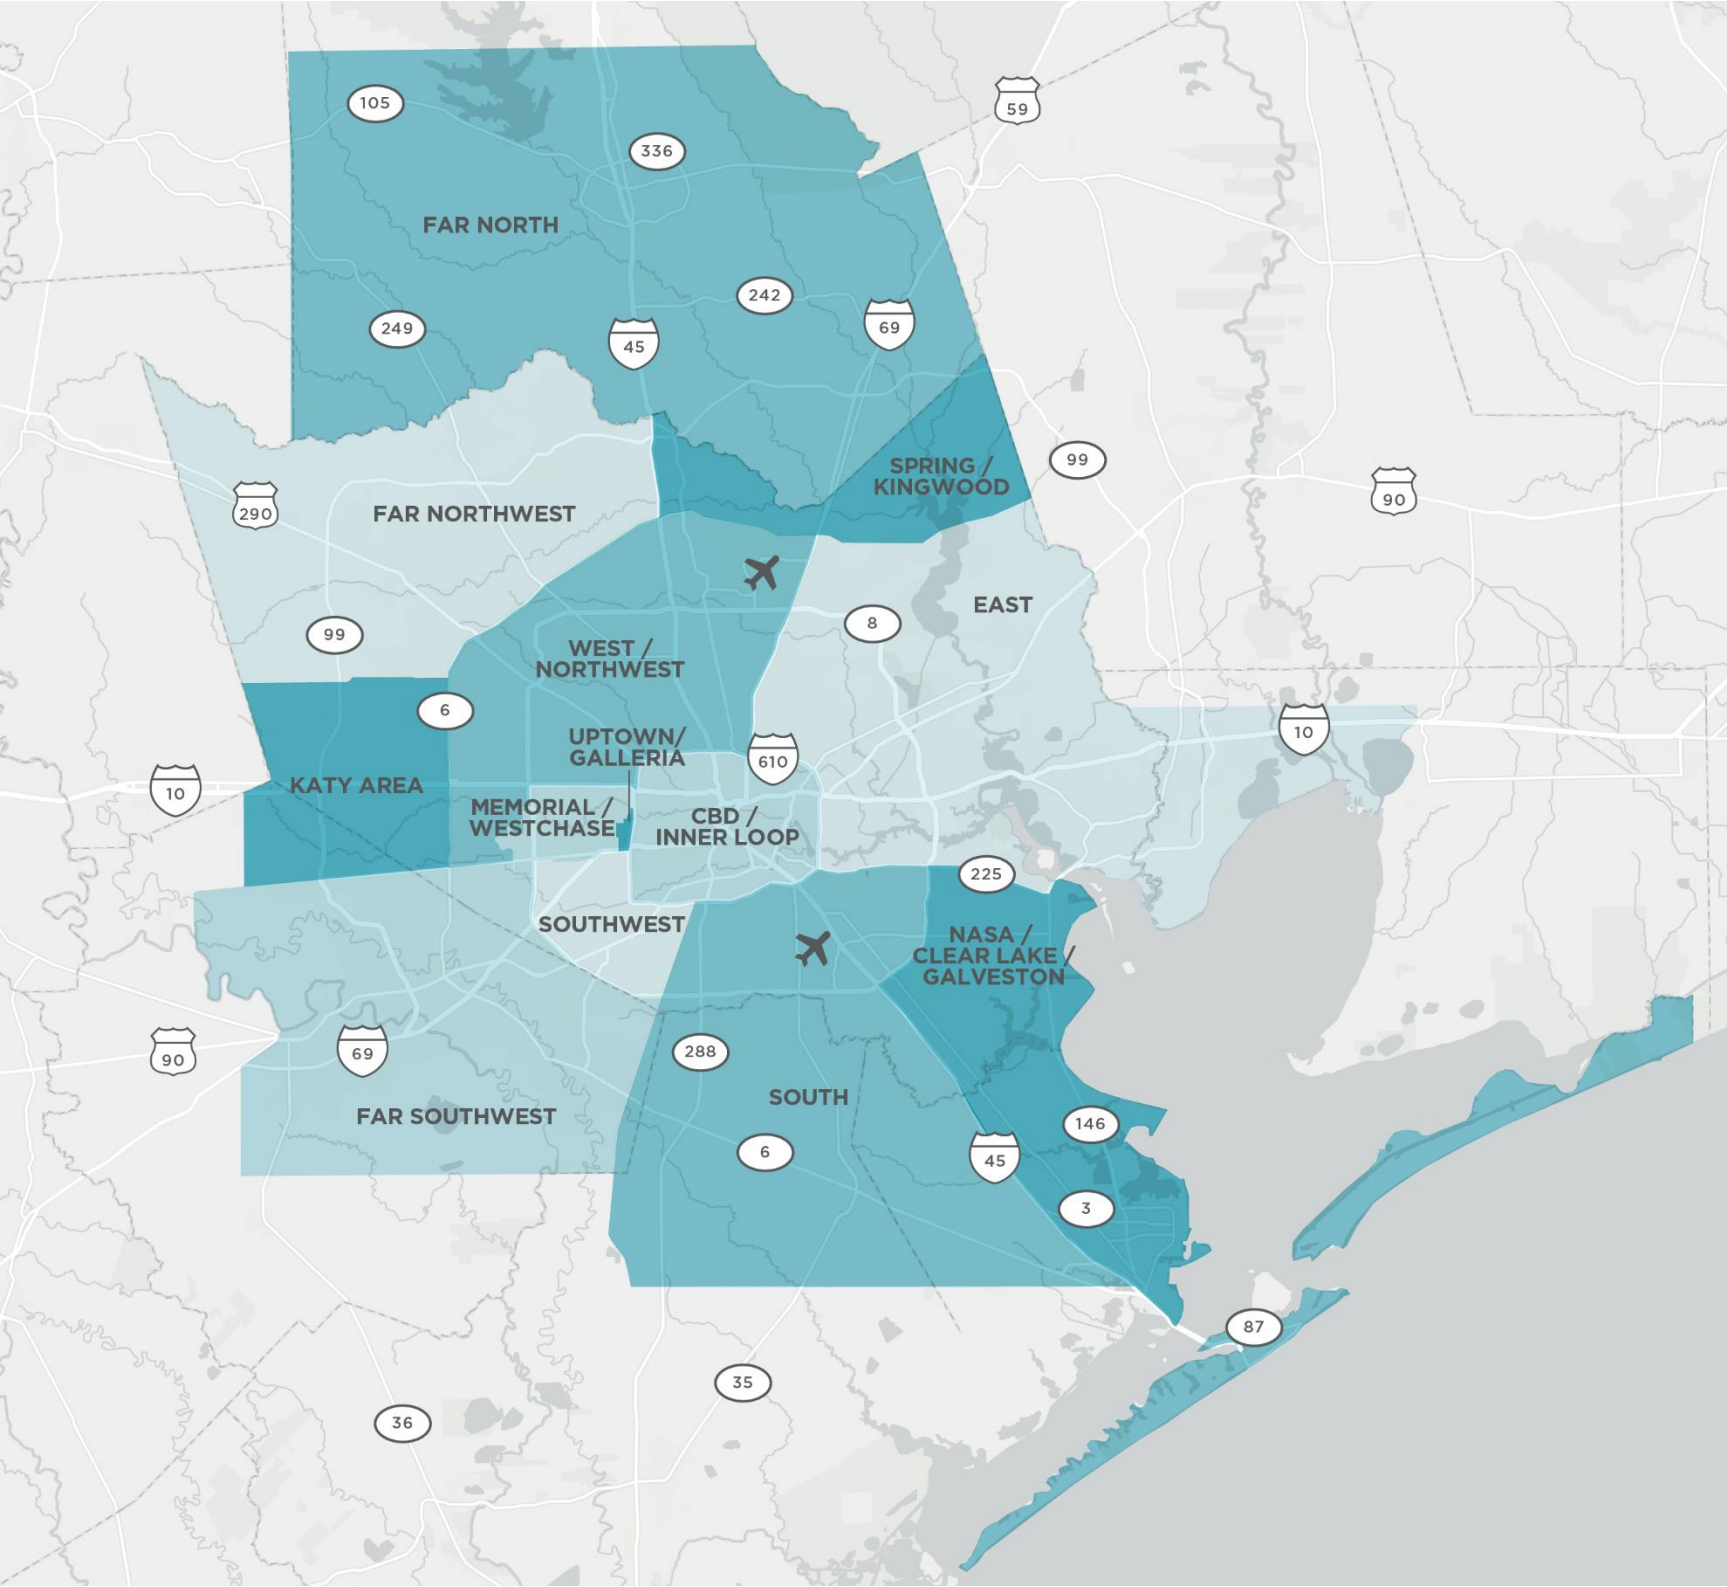 105
59
336
FAR NORTH
242
249
69
45
SPRING /
KINGWOOD
99
90
290
FAR NORTHWEST
EAST
8
99
WEST /
NORTHWEST
6
UPTOWN/
GALLERIA
610
10
10
KATY AREA
MEMORIAL /
WESTCHASE
CBD /
INNER LOOP
225
SOUTHWEST
NASA /
CLEAR LAKE /
GALVESTON
90
69
288
SOUTH
FAR SOUTHWEST
146
6
45
3
87
35
36